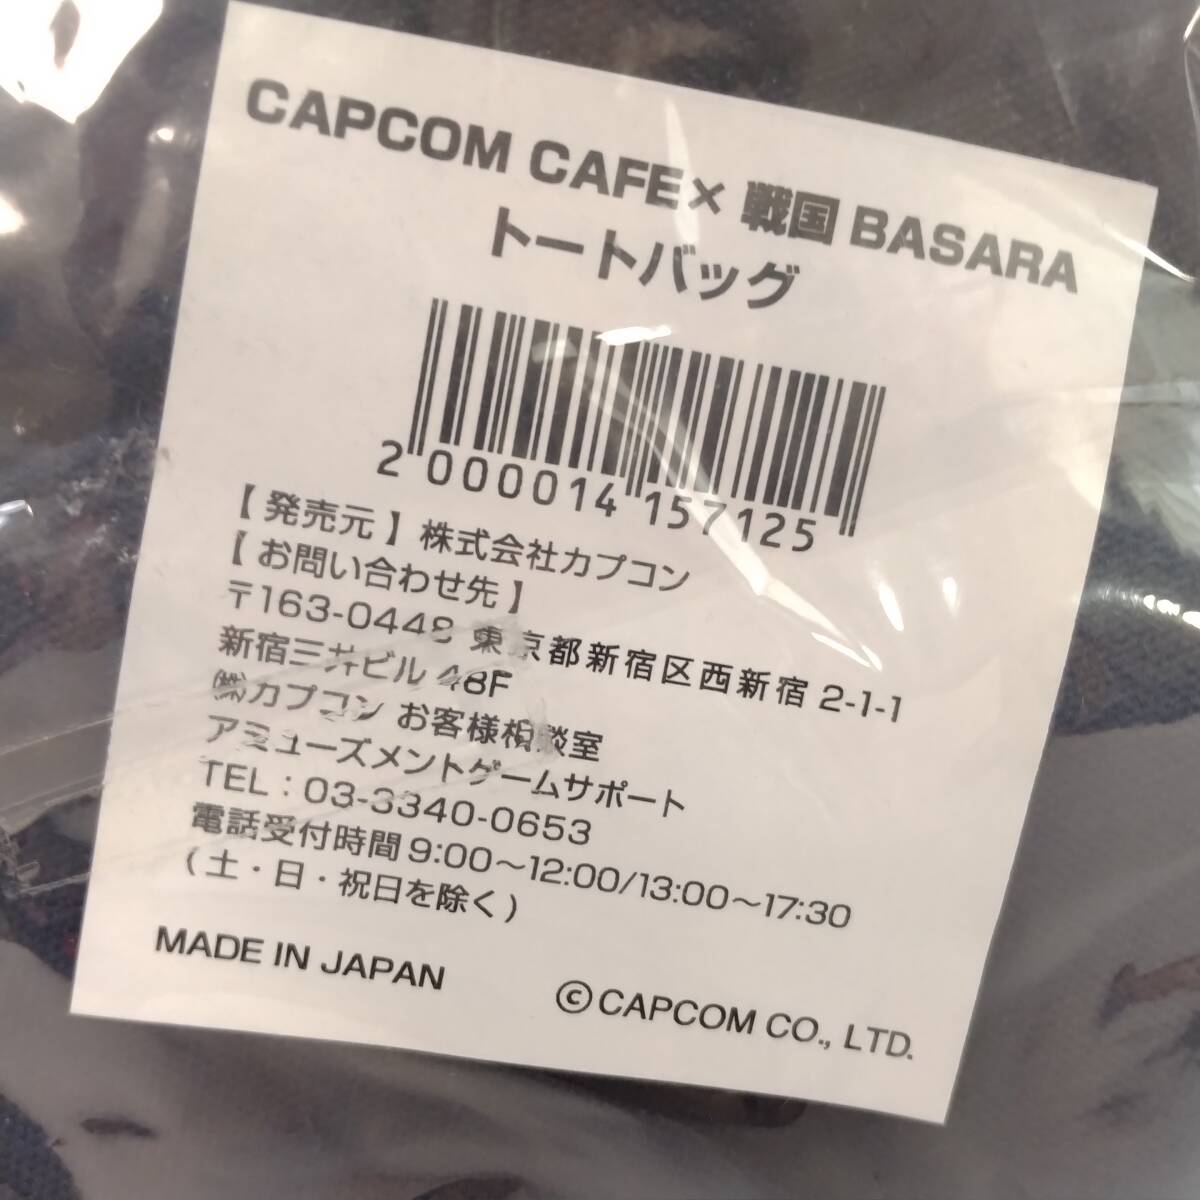 CAPCOM CAFE× 戦国 BASARA
トートバッグ
2 000014 157125
【 発売元 】 株式会社カプコン
【 お問い合わせ先 】
〒163-0448 東京都新宿区西新宿 2-1-1
新宿三井ビル 48F
㈱カプコン お客様相談室
アミューズメントゲームサポート
TEL：03-3340-0653
電話受付時間 9:00〜12:00/13:00〜17:30
(土・日・祝日を除く)
MADE IN JAPAN
©CAPCOM CO., LTD.